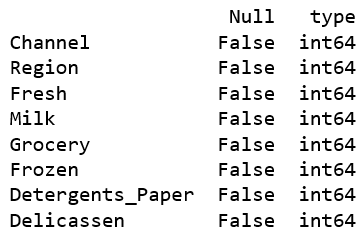 Null type
Channel False int64
Region False int64
Fresh False int64
Milk False int64
Grocery False int64
Frozen False int64
Detergents_Paper False int64
Delicassen False int64